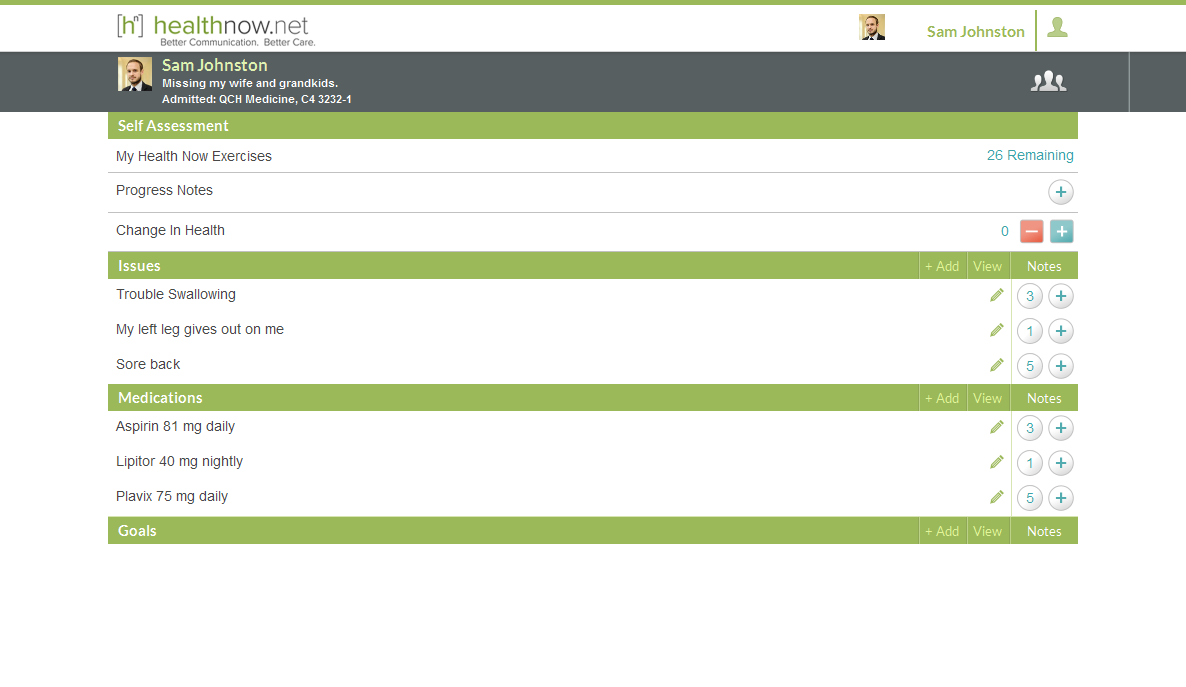 [hⁿ] healthnow.net
Better Communication. Better Care.
Sam Johnston
Sam Johnston
Missing my wife and grandkids.
Admitted: QCH Medicine, C4 3232-1
Self Assessment
My Health Now Exercises 26 Remaining
Progress Notes +
Change In Health 0 − +
Issues + Add View Notes
Trouble Swallowing 3 +
My left leg gives out on me 1 +
Sore back 5 +
Medications + Add View Notes
Aspirin 81 mg daily 3 +
Lipitor 40 mg nightly 1 +
Plavix 75 mg daily 5 +
Goals + Add View Notes